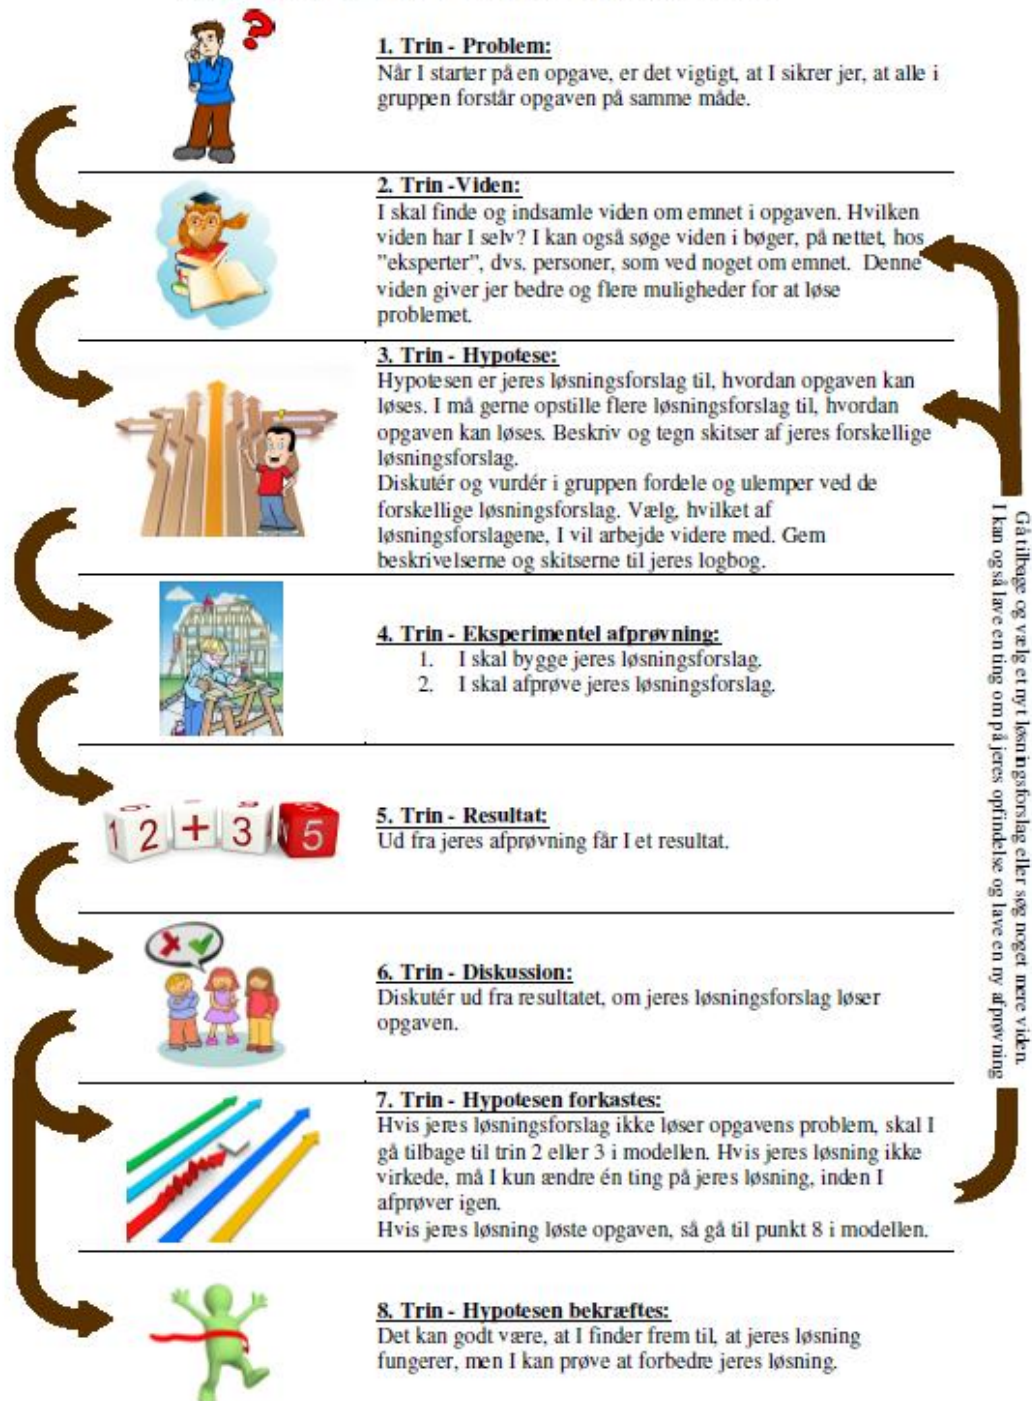 1. Trin - Problem:
Når I starter på en opgave, er det vigtigt, at I sikrer jer, at alle i
gruppen forstår opgaven på samme måde.
2. Trin -Viden:
I skal finde og indsamle viden om emnet i opgaven. Hvilken
viden har I selv? I kan også søge viden i bøger, på nettet, hos
"eksperter", dvs. personer, som ved noget om emnet. Denne
viden giver jer bedre og flere muligheder for at løse
problemet.
3. Trin - Hypotese:
Hypotesen er jeres løsningsforslag til, hvordan opgaven kan
løses. I må gerne opstille flere løsningsforslag til, hvordan
opgaven kan løses. Beskriv og tegn skitser af jeres forskellige
løsningsforslag.
Diskutér og vurdér i gruppen fordele og ulemper ved de
forskellige løsningsforslag. Vælg, hvilket af
løsningsforslagene, I vil arbejde videre med. Gem
beskrivelserne og skitserne til jeres logbog.
4. Trin - Eksperimentel afprøvning:
1. I skal bygge jeres løsningsforslag.
2. I skal afprøve jeres løsningsforslag.
1 2 + 3 5
5. Trin - Resultat:
Ud fra jeres afprøvning får I et resultat.
6. Trin - Diskussion:
Diskutér ud fra resultatet, om jeres løsningsforslag løser
opgaven.
7. Trin - Hypotesen forkastes:
Hvis jeres løsningsforslag ikke løser opgavens problem, skal I
gå tilbage til trin 2 eller 3 i modellen. Hvis jeres løsning ikke
virkede, må I kun ændre én ting på jeres løsning, inden I
afprøver igen.
Hvis jeres løsning løste opgaven, så gå til punkt 8 i modellen.
8. Trin - Hypotesen bekræftes:
Det kan godt være, at I finder frem til, at jeres løsning
fungerer, men I kan prøve at forbedre jeres løsning.
Gå tilbage og vælg et nyt løsningsforslag eller søg noget mere viden.
I kan også lave en ting om på jeres opfindelse og lave en ny afprøvning